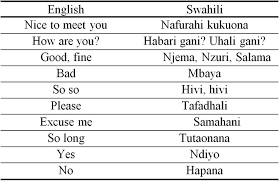 English Swahili
Nice to meet you Nafurahi kukuona
How are you? Habari gani? Uhali gani?
Good, fine Njema, Nzuri, Salama
Bad Mbaya
So so Hivi, hivi
Please Tafadhali
Excuse me Samahani
So long Tutaonana
Yes Ndiyo
No Hapana